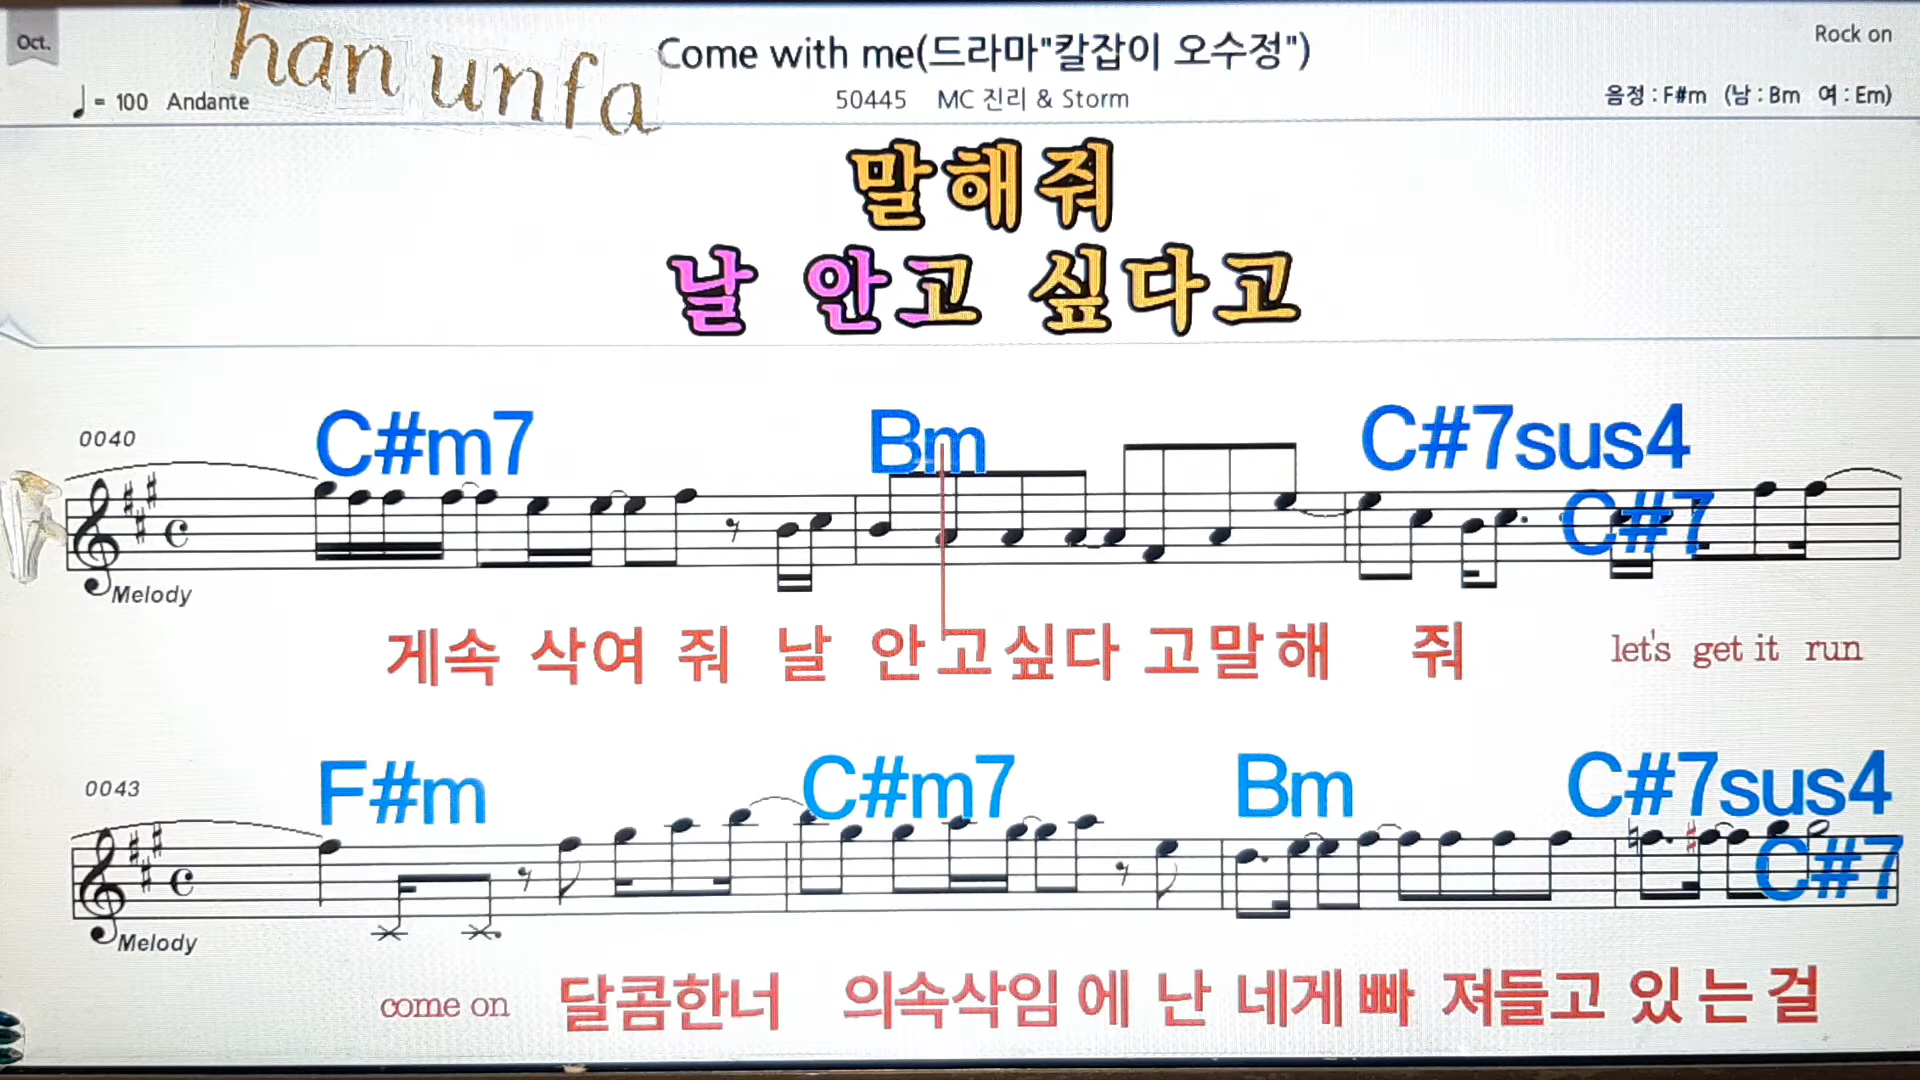 Oct.
han unfa
Come with me(드라마"칼잡이 오수정")
Rock on
♩= 100 Andante
50445 MC 진리 & Storm
음정 : F#m (남 : Bm 여 : Em)
말해줘
날 안고 싶다고
0040
C#m7 Bm C#7sus4
C#7
Melody
게속 삭여 줘 날 안고싶다 고말해 줘 let's get it run
0043
F#m C#m7 Bm C#7sus4
C#7
Melody
come on 달콤한너 의속삭임 에 난 네게 빠 져들고 있 는 걸